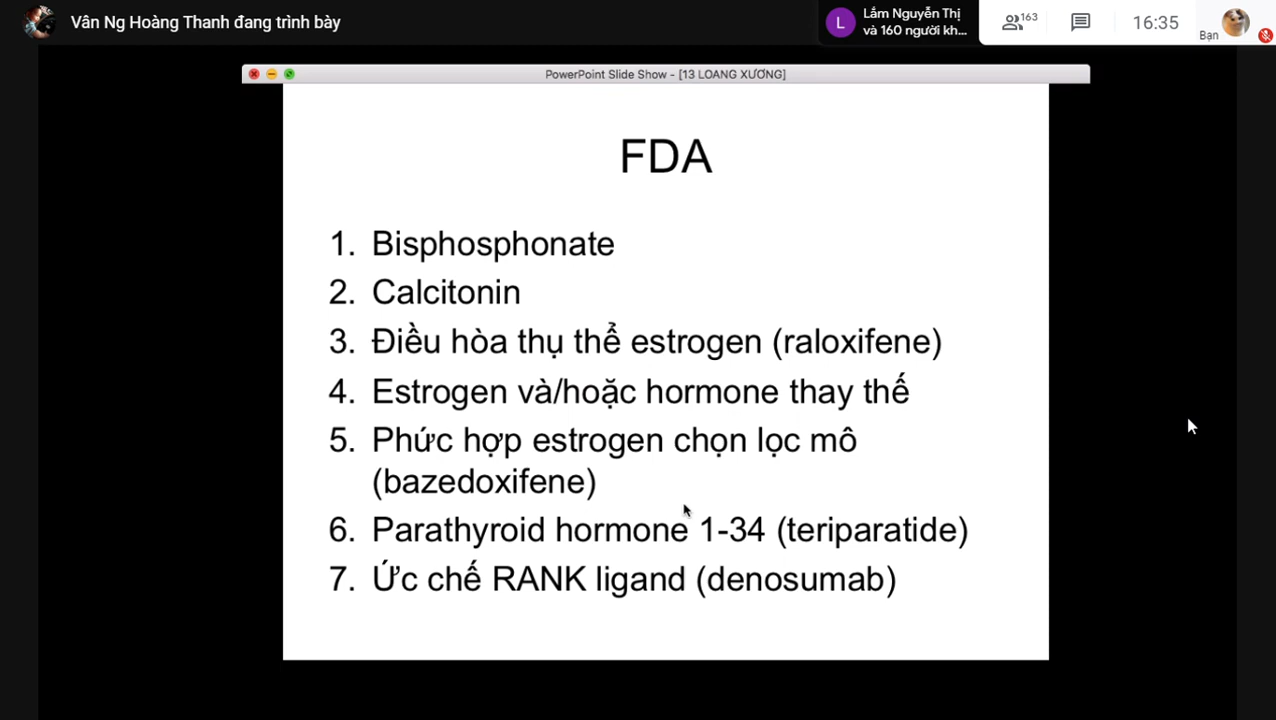 Vân Ng Hoàng Thanh đang trình bày
L
Lắm Nguyễn Thị
và 160 người kh...
163
16:35
Bạn
PowerPoint Slide Show - [13 LOANG XƯƠNG]
FDA
1. Bisphosphonate
2. Calcitonin
3. Điều hòa thụ thể estrogen (raloxifene)
4. Estrogen và/hoặc hormone thay thế
5. Phức hợp estrogen chọn lọc mô
(bazedoxifene)
6. Parathyroid hormone 1-34 (teriparatide)
7. Ức chế RANK ligand (denosumab)